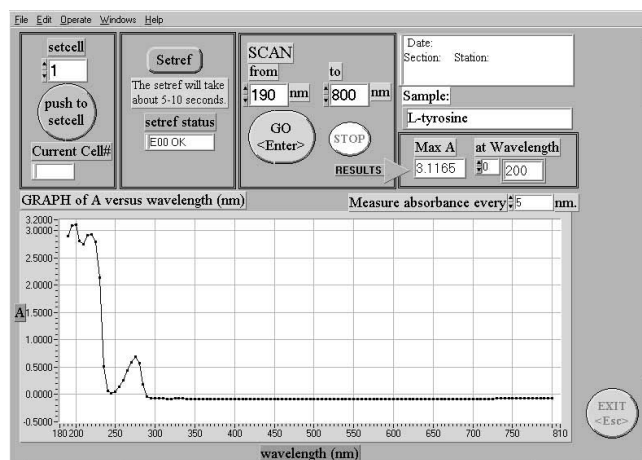 File Edit Operate Windows Help
setcell
1
push to
setcell
Current Cell#
Setref
The setref will take
about 5-10 seconds.
setref status
E00 OK
SCAN
from to
190 nm 800 nm
GO
<Enter>
STOP
RESULTS
Date:
Section: Station:
Sample:
L-tyrosine
Max A at Wavelength
3.1165 0 200
GRAPH of A versus wavelength (nm)
Measure absorbance every 5 nm.
3.2000
3.0000
2.5000
2.0000
A
1.5000
1.0000
0.5000
0.0000
-0.5000
180 200 250 300 350 400 450 500 550 600 650 700 750 810
wavelength (nm)
EXIT
<Esc>